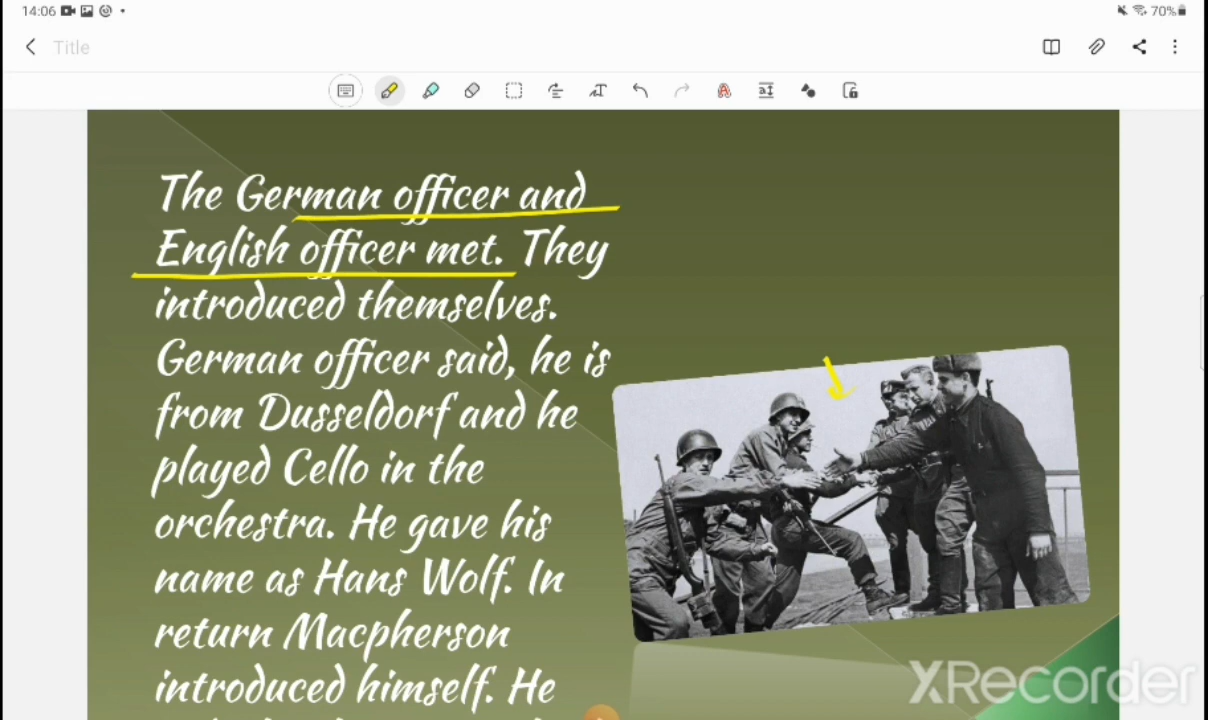 14:06
70%
Title
The German officer and
English officer met. They
introduced themselves.
German officer said, he is
from Dusseldorf and he
played Cello in the
orchestra. He gave his
name as Hans Wolf. In
return Macpherson
introduced himself. He
XRecorder